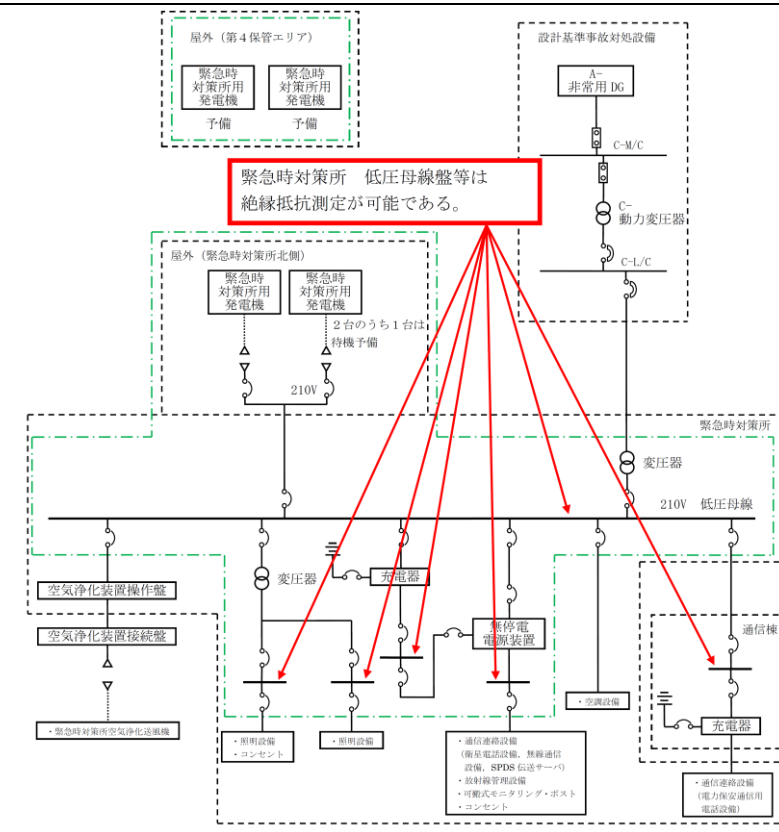 屋外（第４保管エリア）
緊急時
対策所用
発電機
緊急時
対策所用
発電機
予備
予備
設計基準事故対処設備
A-
非常用 DG
C-M/C
C-
動力変圧器
C-L/C
緊急時対策所　低圧母線盤等は
絶縁抵抗測定が可能である。
屋外（緊急時対策所北側）
緊急時
対策所用
発電機
緊急時
対策所用
発電機
２台のうち１台は
待機予備
210V
緊急時対策所
変圧器
210V 低圧母線
変圧器
充電器
空気浄化装置操作盤
空気浄化装置接続盤
無停電
電源装置
通信棟
・緊急時対策所空気浄化送風機
・照明設備
・コンセント
・照明設備
・通信連絡設備
（衛星電話設備、無線通信
設備、SPDS 伝送サーバ）
・放射線管理設備
・可搬式モニタリング・ポスト
・コンセント
・空調設備
充電器
・通信連絡設備
（電力保安通信用
電話設備）